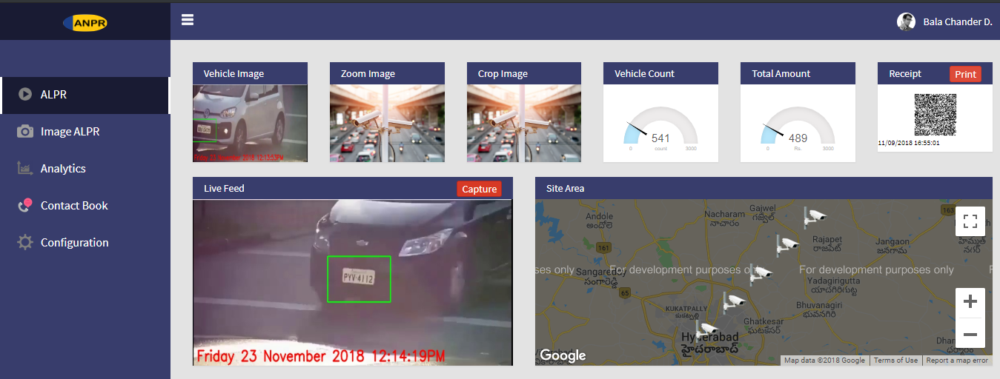 ANPR
Bala Chander D.
ALPR
Image ALPR
Analytics
Contact Book
Configuration
Vehicle Image
Friday 23 November 2018 12:13:53PM
Zoom Image
Crop Image
Vehicle Count
541
0 count 3000
Total Amount
489
0 Rs. 3000
Receipt
Print
11/09/2018 16:55:01
Live Feed
Capture
PYV-4112
Friday 23 November 2018 12:14:19PM
Site Area
Andole
అందోల్
Nacharam
నాచారం
Gajwel
గజ్వేల్
163
161
Rajapet
రాజపేట్
Jangaon
జనగామ
oses only
For development purposes on
For development purposes only
Sangareddy
సంగారెడ్డి
65
Yadagirigutta
యాదగిరిగుట్ట
KUKATPALLY
కుకట్పల్లి
Bhuvanagiri
భువనగిరి
Ghatkesar
ఘటకేసర్
Hyderabad
హైదరాబాద్
Google
Map data ©2018 Google
Terms of Use
Report a map error